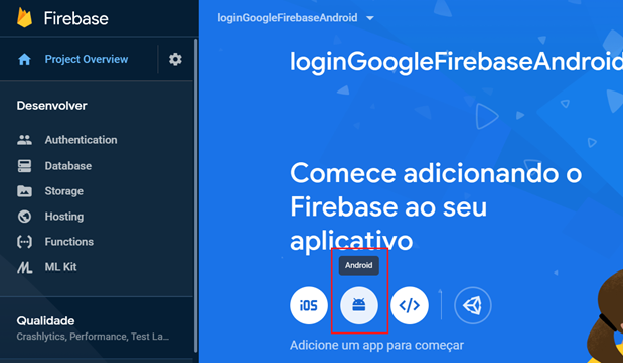 Firebase
Project Overview
Desenvolver
Authentication
Database
Storage
Hosting
Functions
ML Kit
Qualidade
Crashlytics, Performance, Test La...
loginGoogleFirebaseAndroid
loginGoogleFirebaseAndroid
Comece adicionando o
Firebase ao seu
aplicativo
Android
iOS
</>
Adicione um app para começar